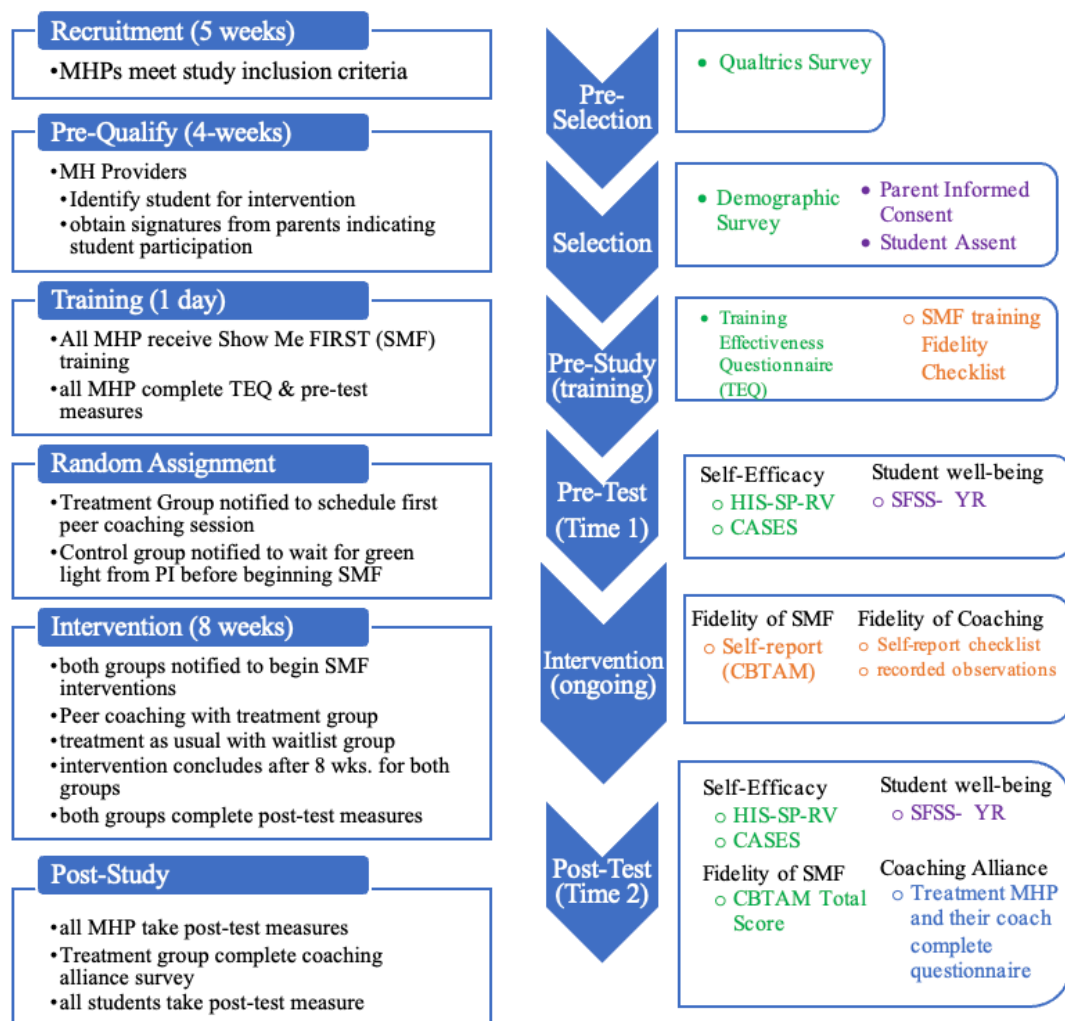 Recruitment (5 weeks)
•MHPs meet study inclusion criteria
Pre-Qualify (4-weeks)
•MH Providers
•Identify student for intervention
•obtain signatures from parents indicating
student participation
Training (1 day)
•All MHP receive Show Me FIRST (SMF)
training
•all MHP complete TEQ & pre-test
measures
Random Assignment
•Treatment Group notified to schedule first
peer coaching session
•Control group notified to wait for green
light from PI before beginning SMF
Intervention (8 weeks)
•both groups notified to begin SMF
interventions
•Peer coaching with treatment group
•treatment as usual with waitlist group
•intervention concludes after 8 wks. for both
groups
•both groups complete post-test measures
Post-Study
•all MHP take post-test measures
•Treatment group complete coaching
alliance survey
•all students take post-test measure
Pre-
Selection
Selection
Pre-Study
(training)
Pre-Test
(Time 1)
Intervention
(ongoing)
Post-Test
(Time 2)
• Qualtrics Survey
• Demographic
Survey
• Parent Informed
Consent
• Student Assent
• Training
Effectiveness
Questionnaire
(TEQ)
o SMF training
Fidelity
Checklist
Self-Efficacy
o HIS-SP-RV
o CASES
Student well-being
o SFSS- YR
Fidelity of SMF
o Self-report
(CBTAM)
Fidelity of Coaching
o Self-report checklist
o recorded observations
Self-Efficacy
o HIS-SP-RV
o CASES
Student well-being
o SFSS- YR
Fidelity of SMF
o CBTAM Total
Score
Coaching Alliance
o Treatment MHP
and their coach
complete
questionnaire